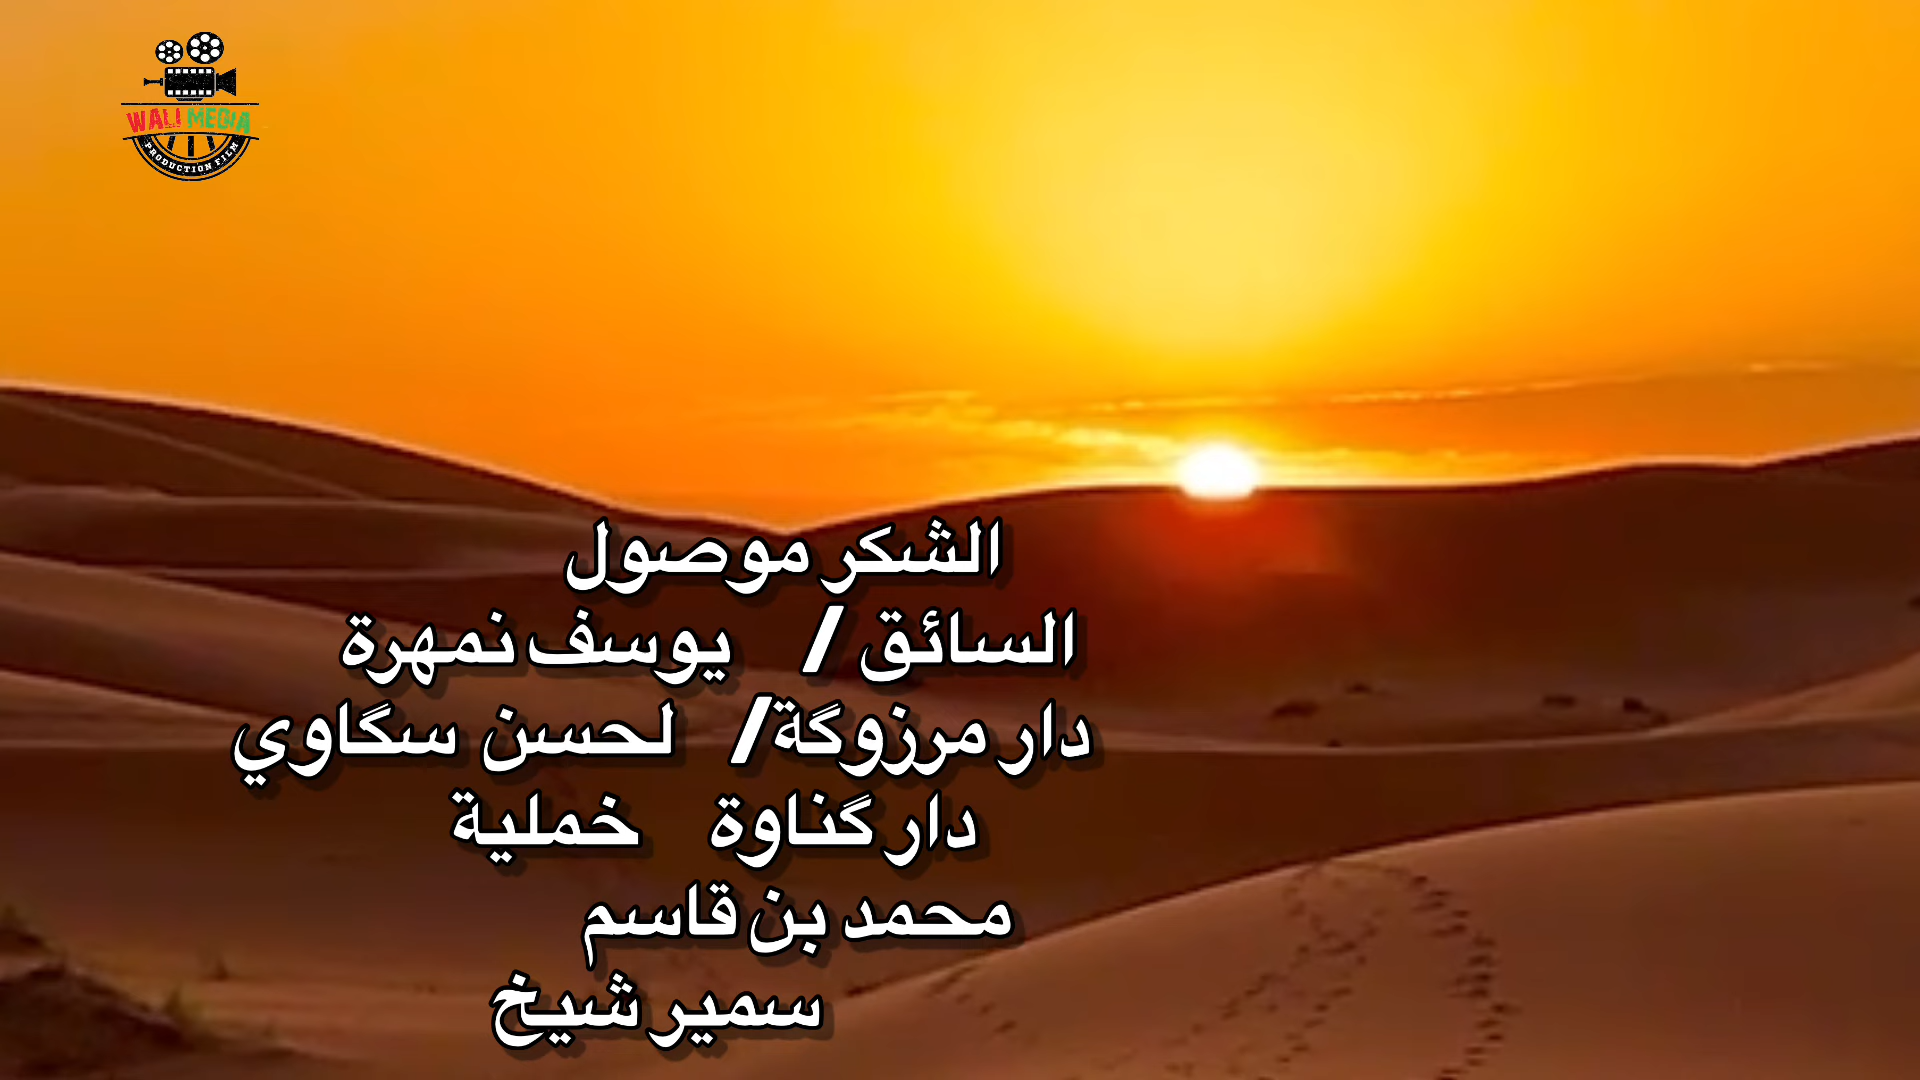 WALI MEDIA
PRODUCTION FILM
الشكر موصول
السائق / يوسف نمهرة
دار مرزوگة/ لحسن سگاوي
دار گناوة خملية
محمد بن قاسم
سمير شيخ